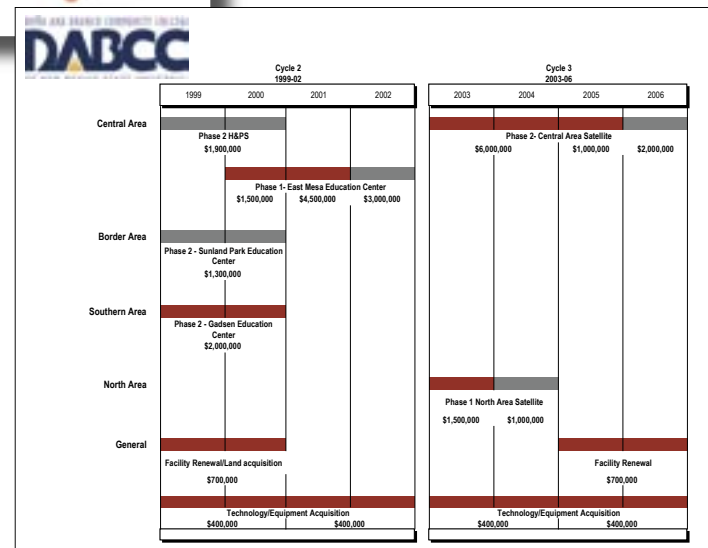 DOÑA ANA BRANCH COMMUNITY COLLEGE
DABCC
Cycle 2
1999-02
Cycle 3
2003-06
1999 2000 2001 2002 2003 2004 2005 2006
Central Area
Phase 2 H&PS
$1,900,000
Phase 2- Central Area Satellite
$6,000,000 $1,000,000 $2,000,000
Phase 1- East Mesa Education Center
$1,500,000 $4,500,000 $3,000,000
Border Area
Phase 2 - Sunland Park Education
Center
$1,300,000
Southern Area
Phase 2 - Gadsen Education
Center
$2,000,000
North Area
Phase 1 North Area Satellite
$1,500,000 $1,000,000
General
Facility Renewal/Land acquisition
$700,000
Facility Renewal
$700,000
Technology/Equipment Acquisition
$400,000 $400,000
Technology/Equipment Acquisition
$400,000 $400,000